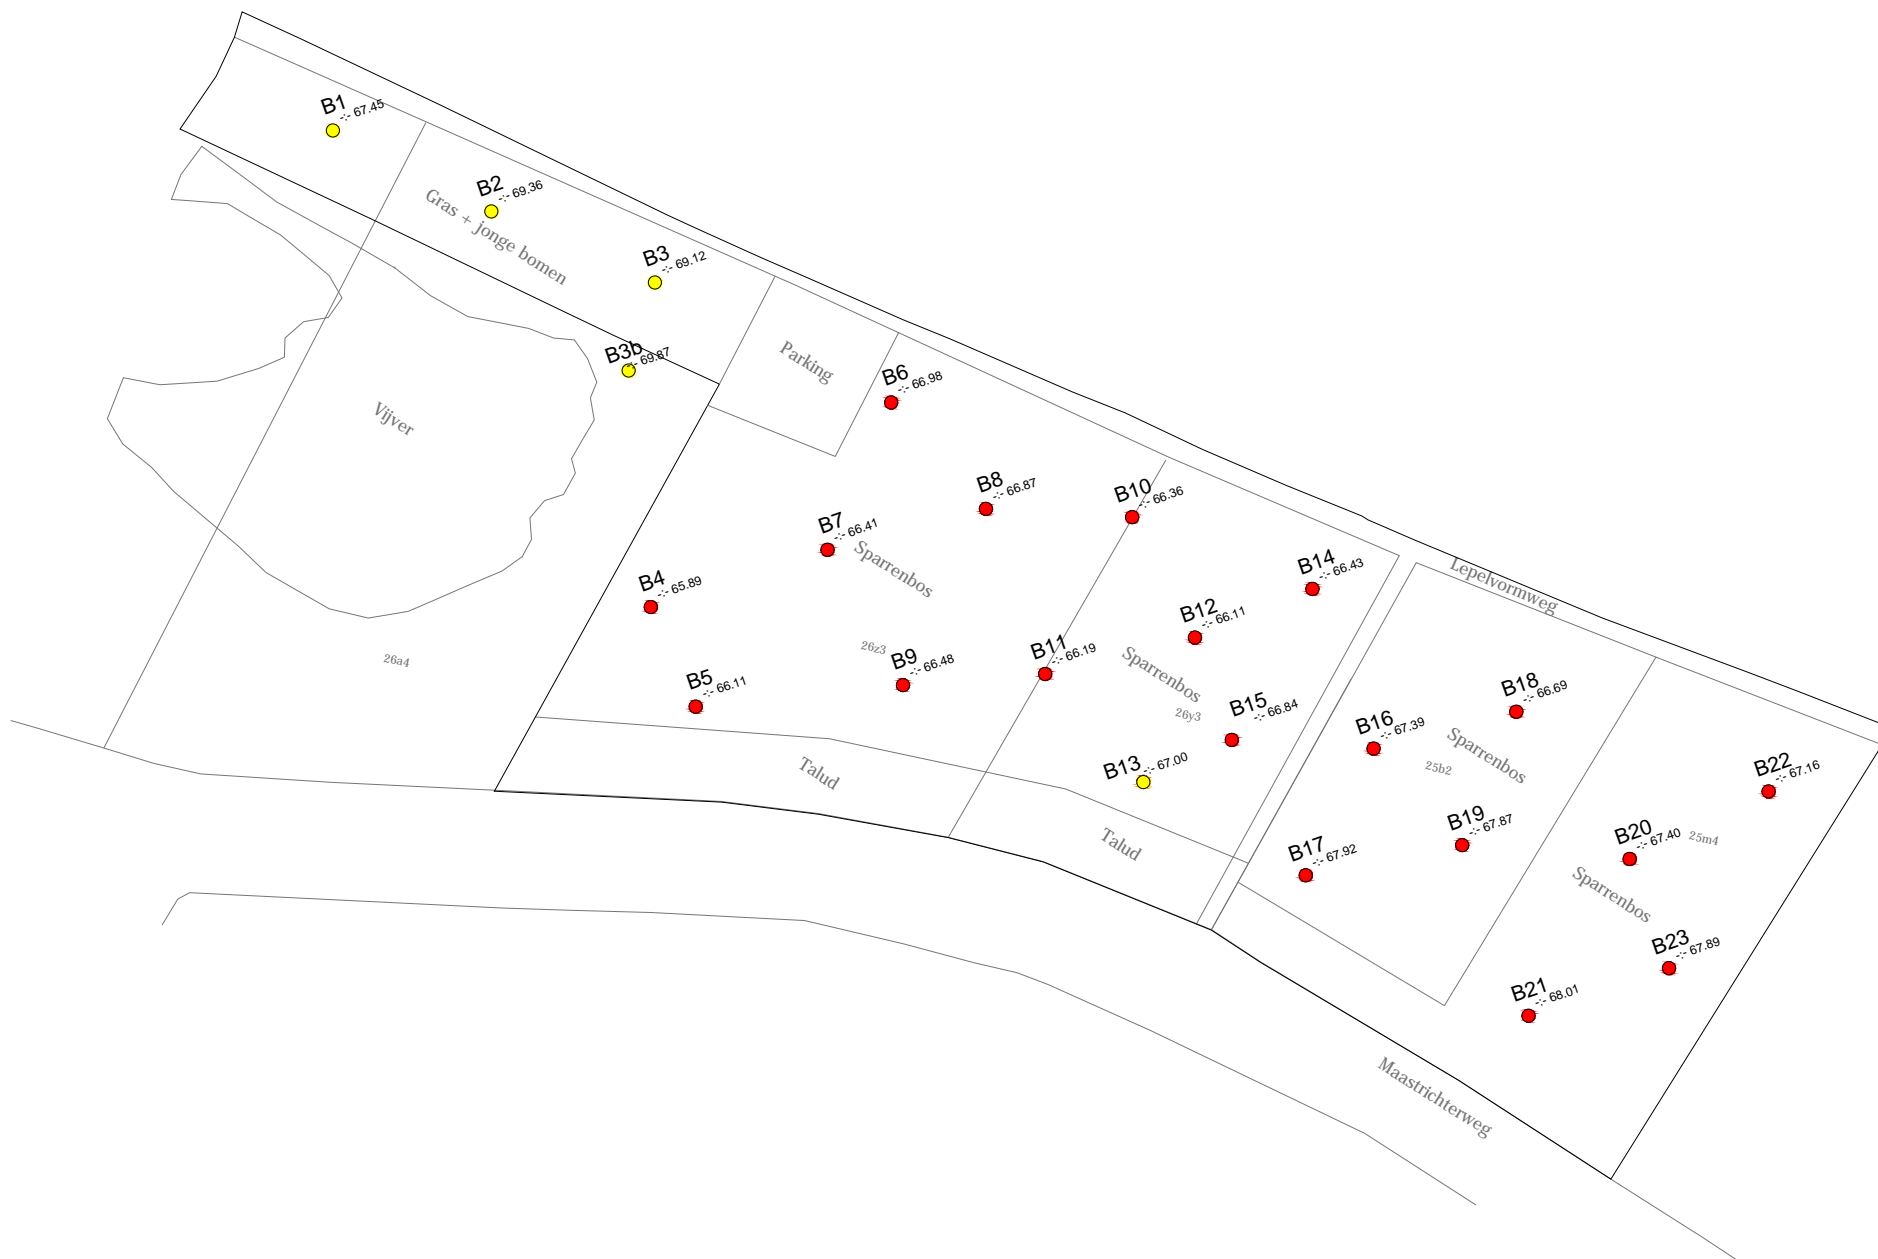 B1
67.45
B2
69.36
Gras + jonge bomen
B3
69.12
B3b
69.87
Parking
B6
66.98
Vijver
B8
66.87
B10
66.36
B7
66.41
Sparrenbos
B14
66.43
Lepelvormweg
B4
65.89
B12
66.11
26z3
B9
66.48
B11
66.19
Sparrenbos
26a4
B5
66.11
26y3
B15
66.84
B18
66.69
B16
67.39
Sparrenbos
25b2
Talud
B13
67.00
B22
67.16
Talud
B19
67.87
B17
67.92
B20
67.40
25m4
Sparrenbos
B23
67.89
B21
68.01
Maastrichterweg